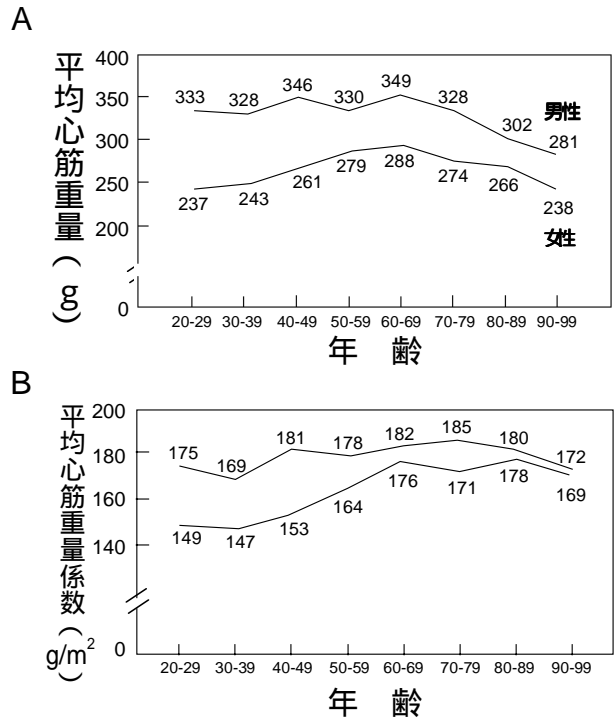 A
平均心筋重量(g)
400
300
250
200
0
333 328 346 330 349 328 302 281
男性
237 243 261 279 288 274 266 238
女性
20-29 30-39 40-49 50-59 60-69 70-79 80-89 90-99
年 齢
B
平均心筋重量係数(g/m²)
200
180
160
140
0
175 169 181 178 182 185 180 172
149 147 153 164 176 171 178 169
20-29 30-39 40-49 50-59 60-69 70-79 80-89 90-99
年 齢